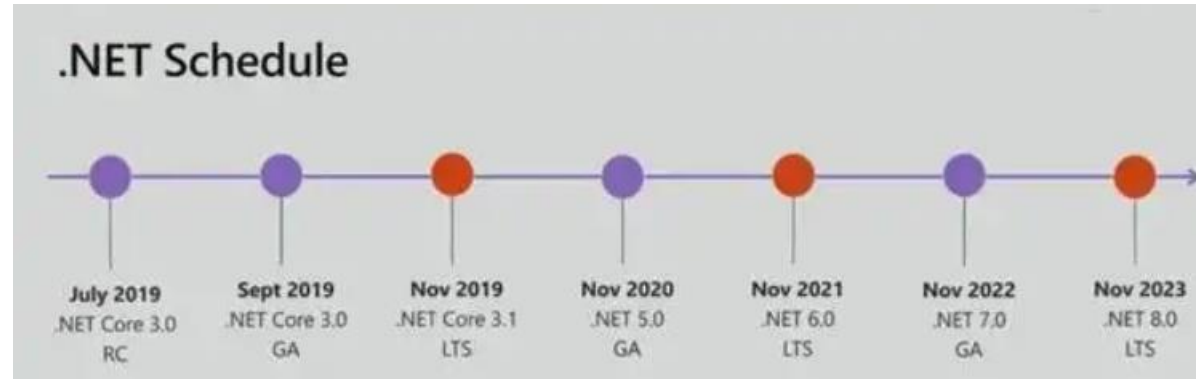 .NET Schedule
July 2019
.NET Core 3.0
RC
Sept 2019
.NET Core 3.0
GA
Nov 2019
.NET Core 3.1
LTS
Nov 2020
.NET 5.0
GA
Nov 2021
.NET 6.0
LTS
Nov 2022
.NET 7.0
GA
Nov 2023
.NET 8.0
LTS